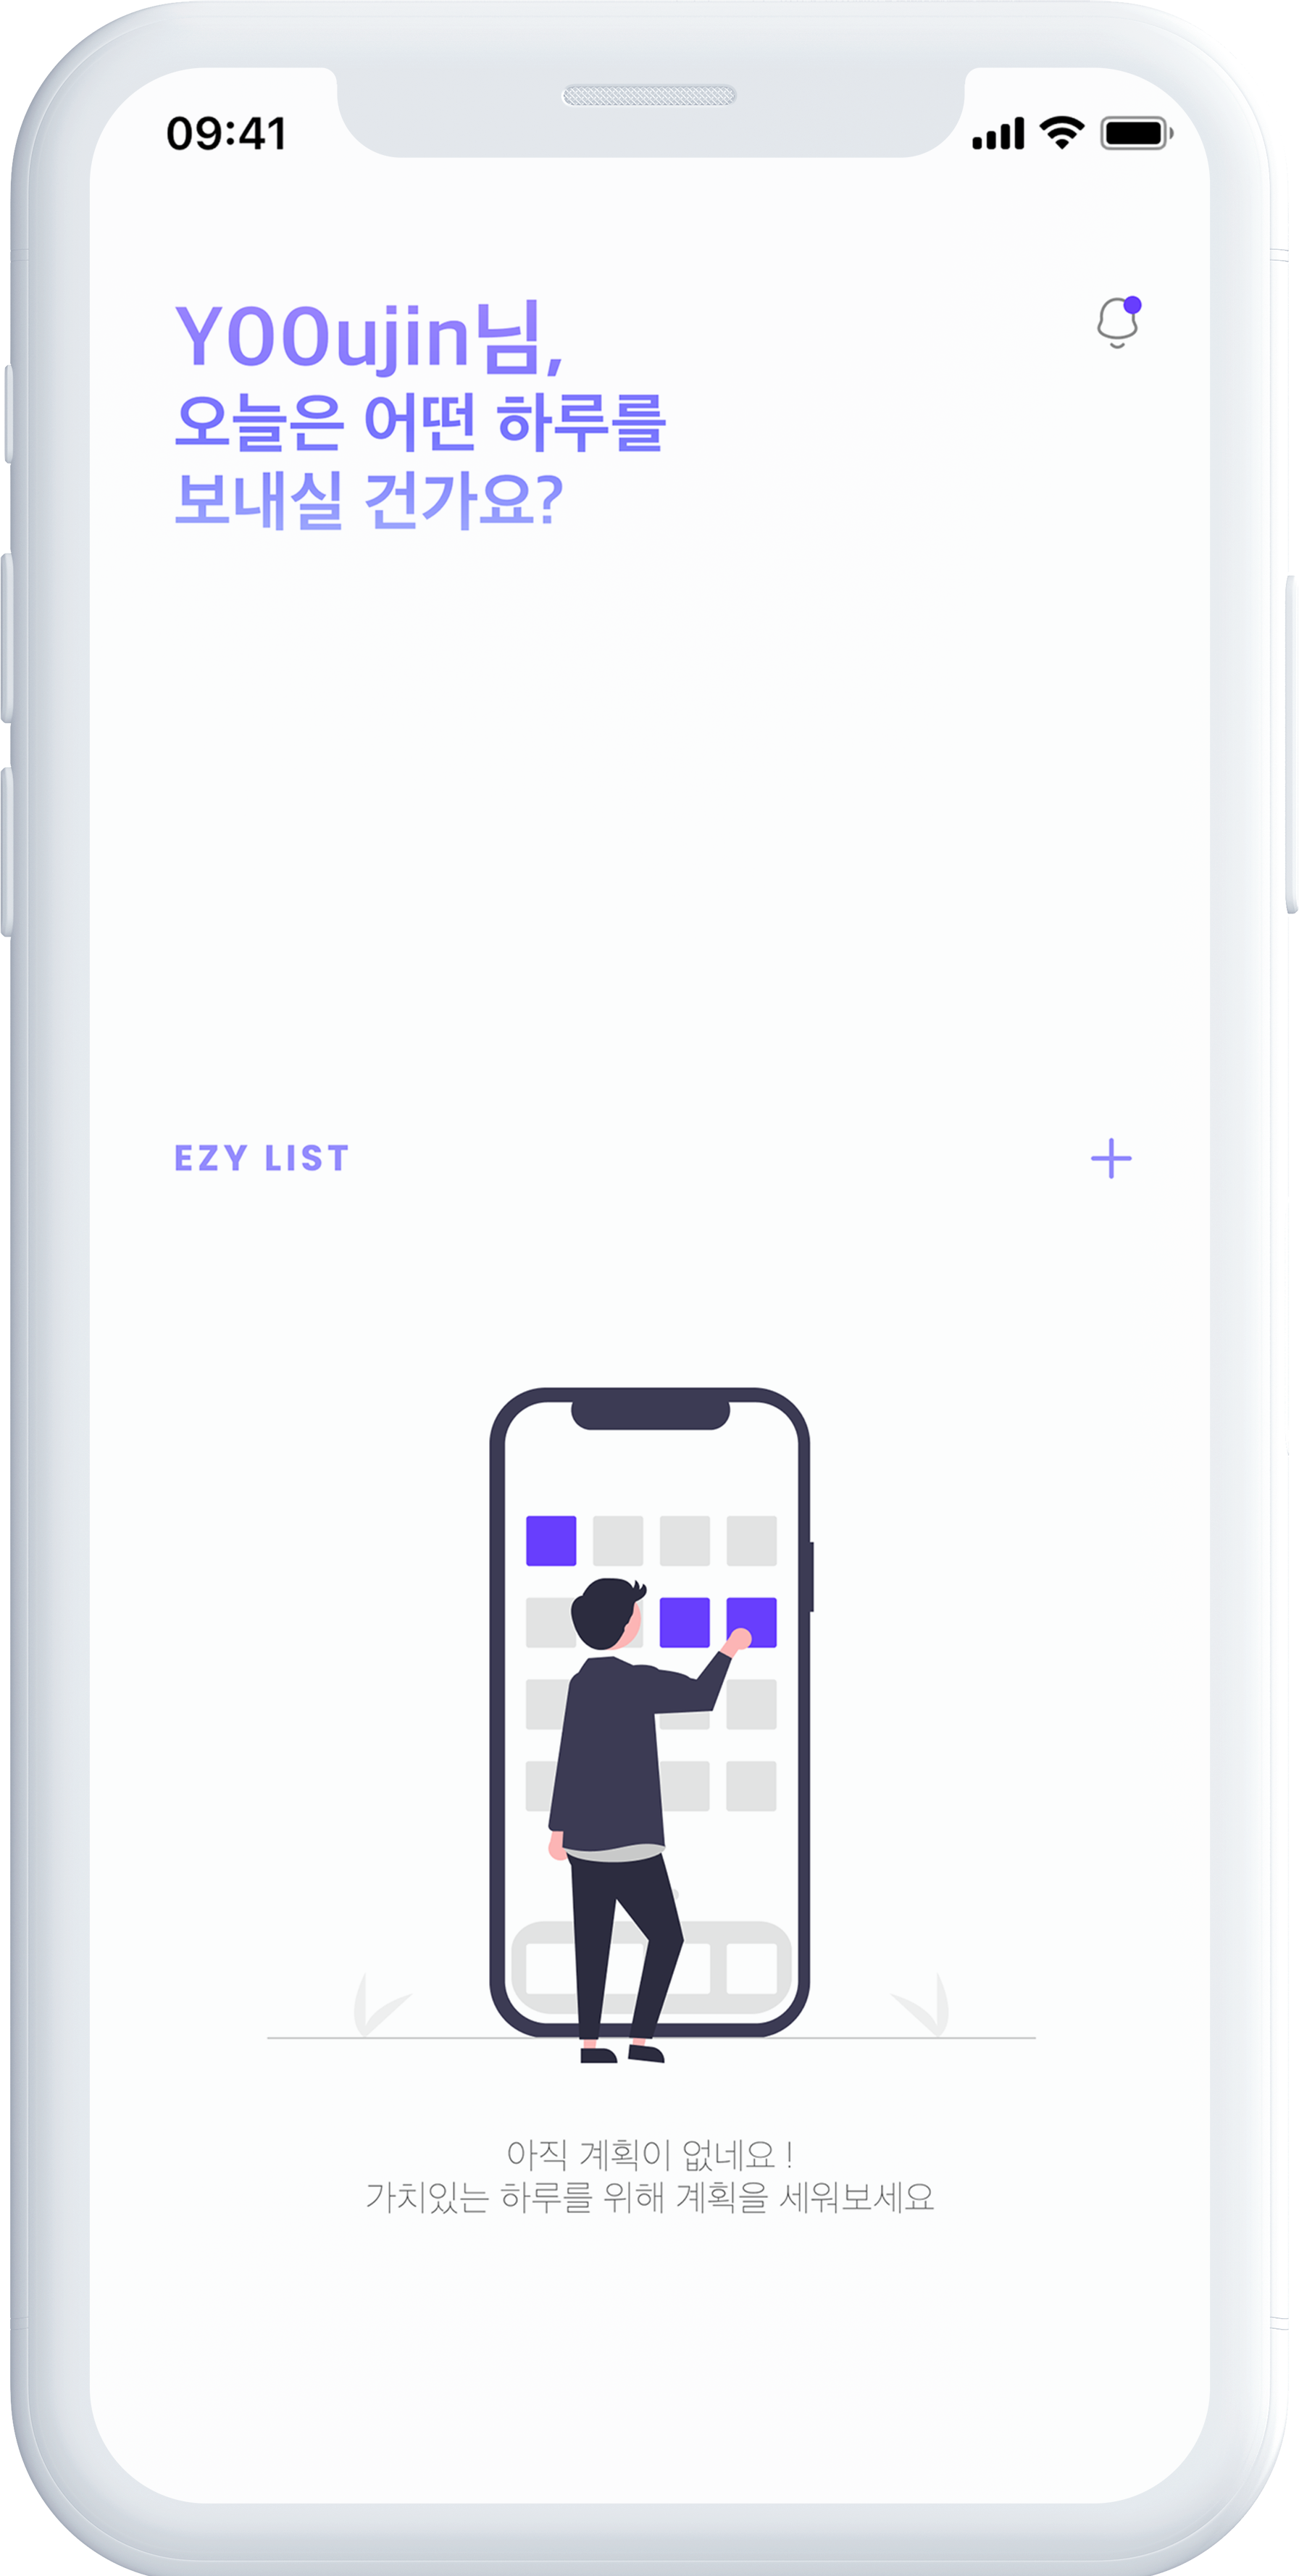 09:41
YOOujin님,
오늘은 어떤 하루를
보내실 건가요?
EZY LIST
아직 계획이 없네요 !
가치있는 하루를 위해 계획을 세워보세요